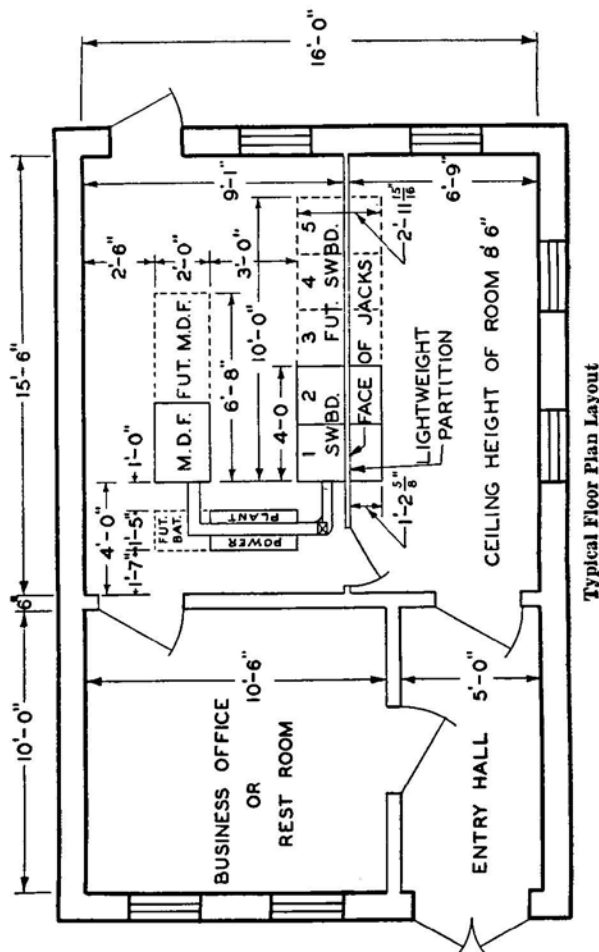 10'-0"
6"
15'-6"
16'-0"
4'-0"
1'-0"
2'-6"
2'-0"
3'-0"
9'-1"
1'-7"
1'-5"
FUT.
BAT.
M.D.F.
FUT. M.D.F.
6'-8"
10'-0"
4'-0
POWER
PLANT
1
2
3
4
5
SWBD.
FUT. SWBD.
FACE OF JACKS
2'-11 15/16"
1'-2 5/8"
LIGHTWEIGHT
PARTITION
6'-9"
CEILING HEIGHT OF ROOM 8'6"
BUSINESS OFFICE
OR
REST ROOM
10'-6"
ENTRY HALL
5'-0"
Typical Floor Plan Layout